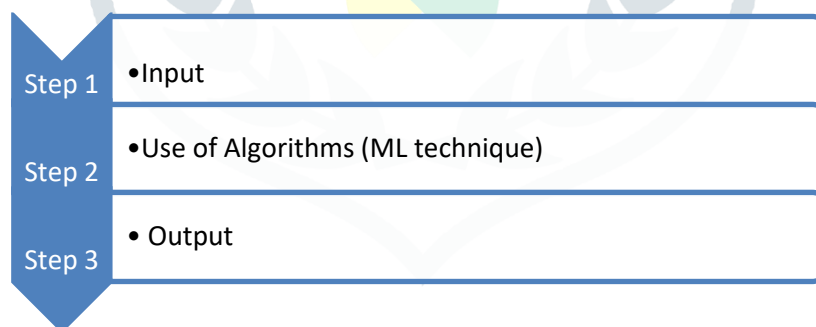 Step 1
•Input
Step 2
•Use of Algorithms (ML technique)
Step 3
• Output